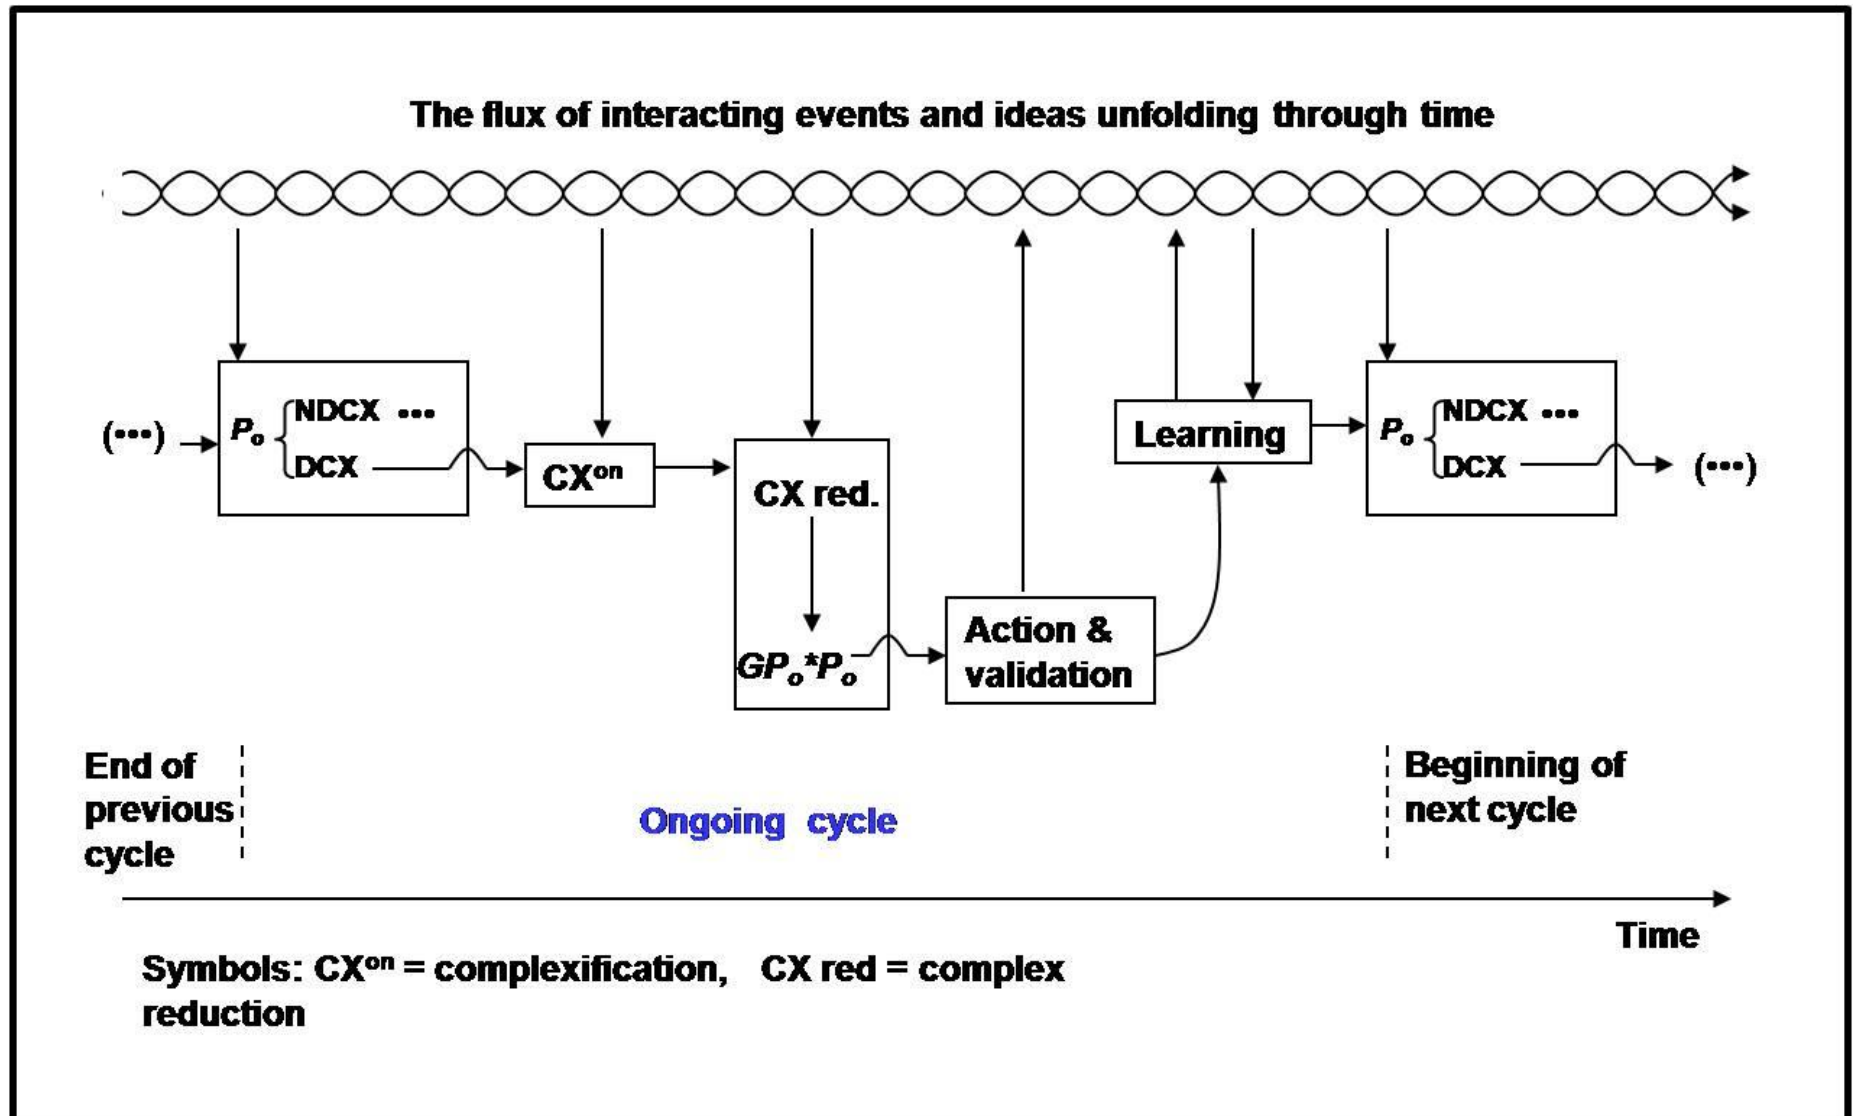 The flux of interacting events and ideas unfolding through time
(•••)
Po
NDCX •••
DCX
CXon
CX red.
GPo*Po
Action &
validation
Learning
Po
NDCX •••
DCX
(•••)
End of
previous
cycle
Ongoing cycle
Beginning of
next cycle
Time
Symbols: CXon = complexification, CX red = complex
reduction